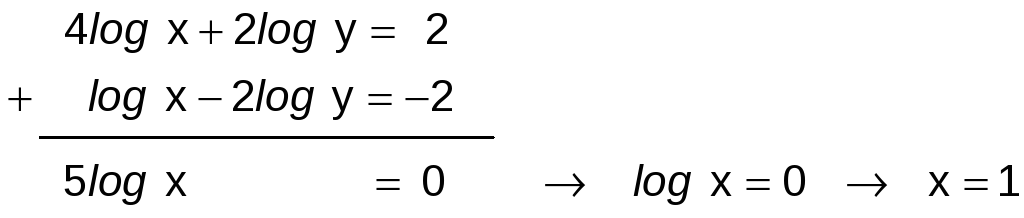 4log x + 2log y = 2
+ log x − 2log y = −2
5log x = 0 → log x = 0 → x = 1